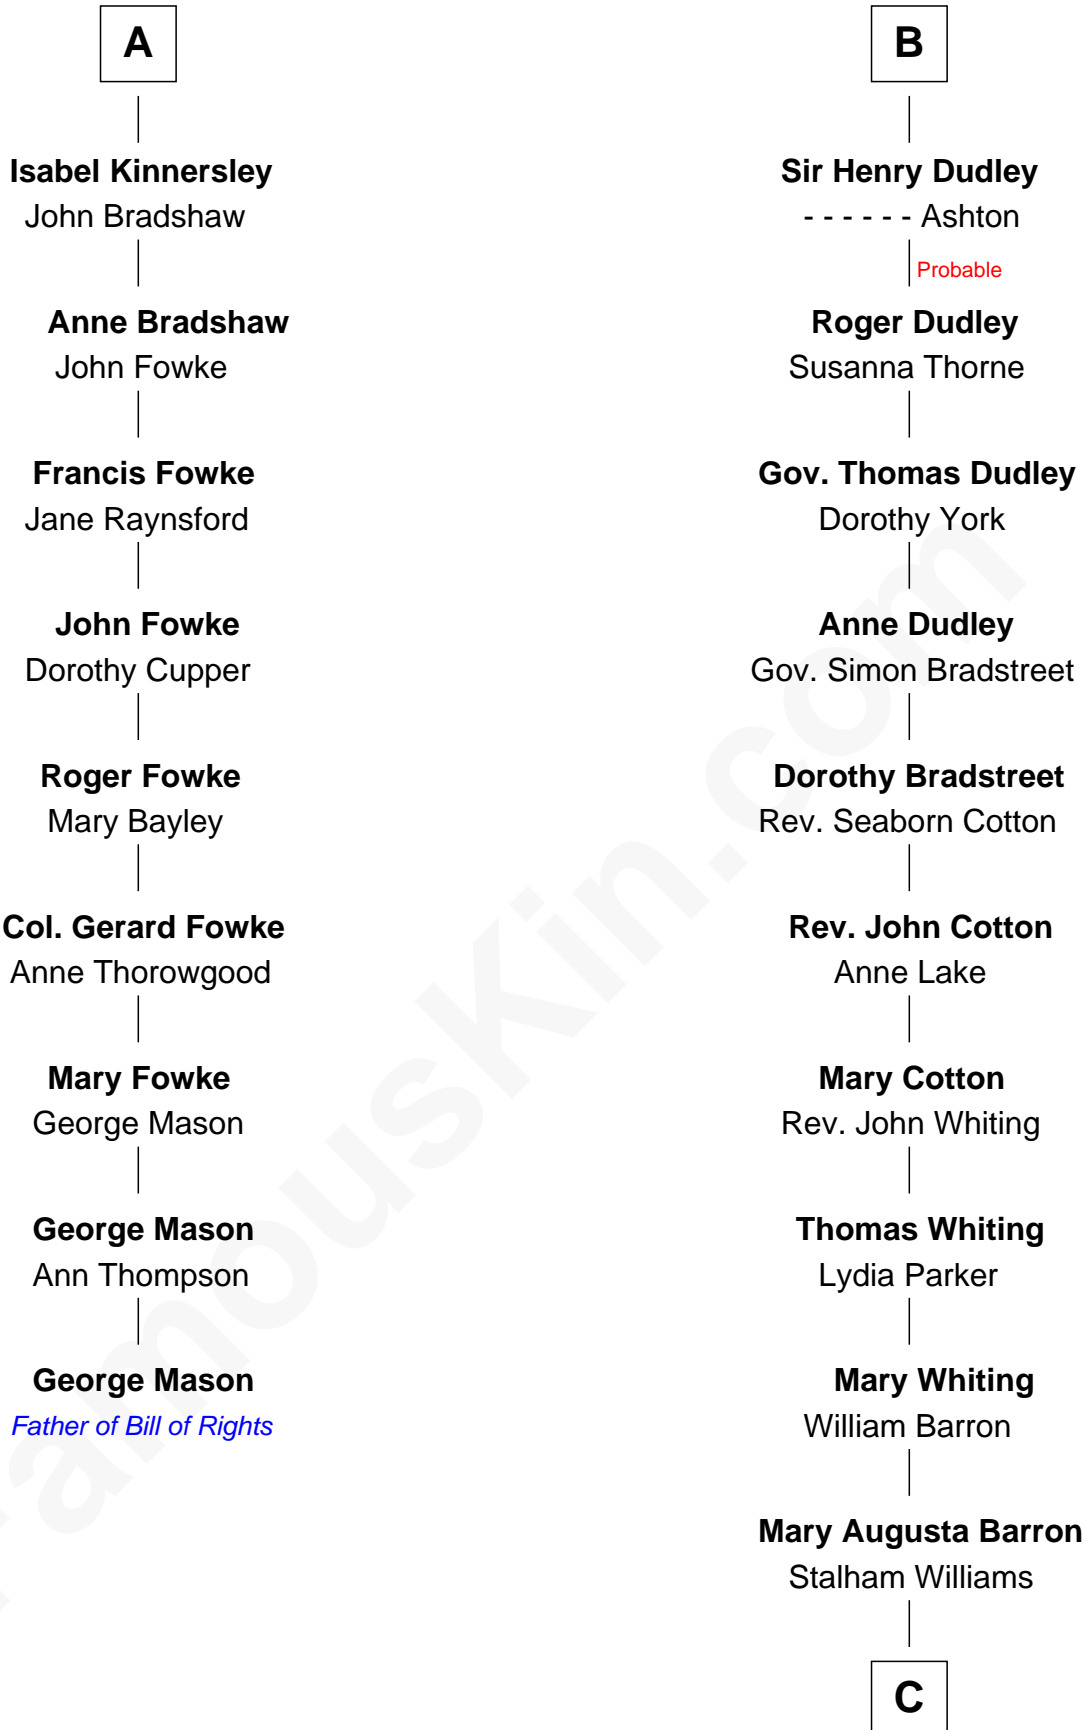 A
Isabel Kinnersley
John Bradshaw
Anne Bradshaw
John Fowke
Francis Fowke
Jane Raynsford
John Fowke
Dorothy Cupper
Roger Fowke
Mary Bayley
Col. Gerard Fowke
Anne Thorowgood
Mary Fowke
George Mason
George Mason
Ann Thompson
George Mason
Father of Bill of Rights
B
Sir Henry Dudley
- - - - - - Ashton
Probable
Roger Dudley
Susanna Thorne
Gov. Thomas Dudley
Dorothy York
Anne Dudley
Gov. Simon Bradstreet
Dorothy Bradstreet
Rev. Seaborn Cotton
Rev. John Cotton
Anne Lake
Mary Cotton
Rev. John Whiting
Thomas Whiting
Lydia Parker
Mary Whiting
William Barron
Mary Augusta Barron
Stalham Williams
C
FamousKin.com